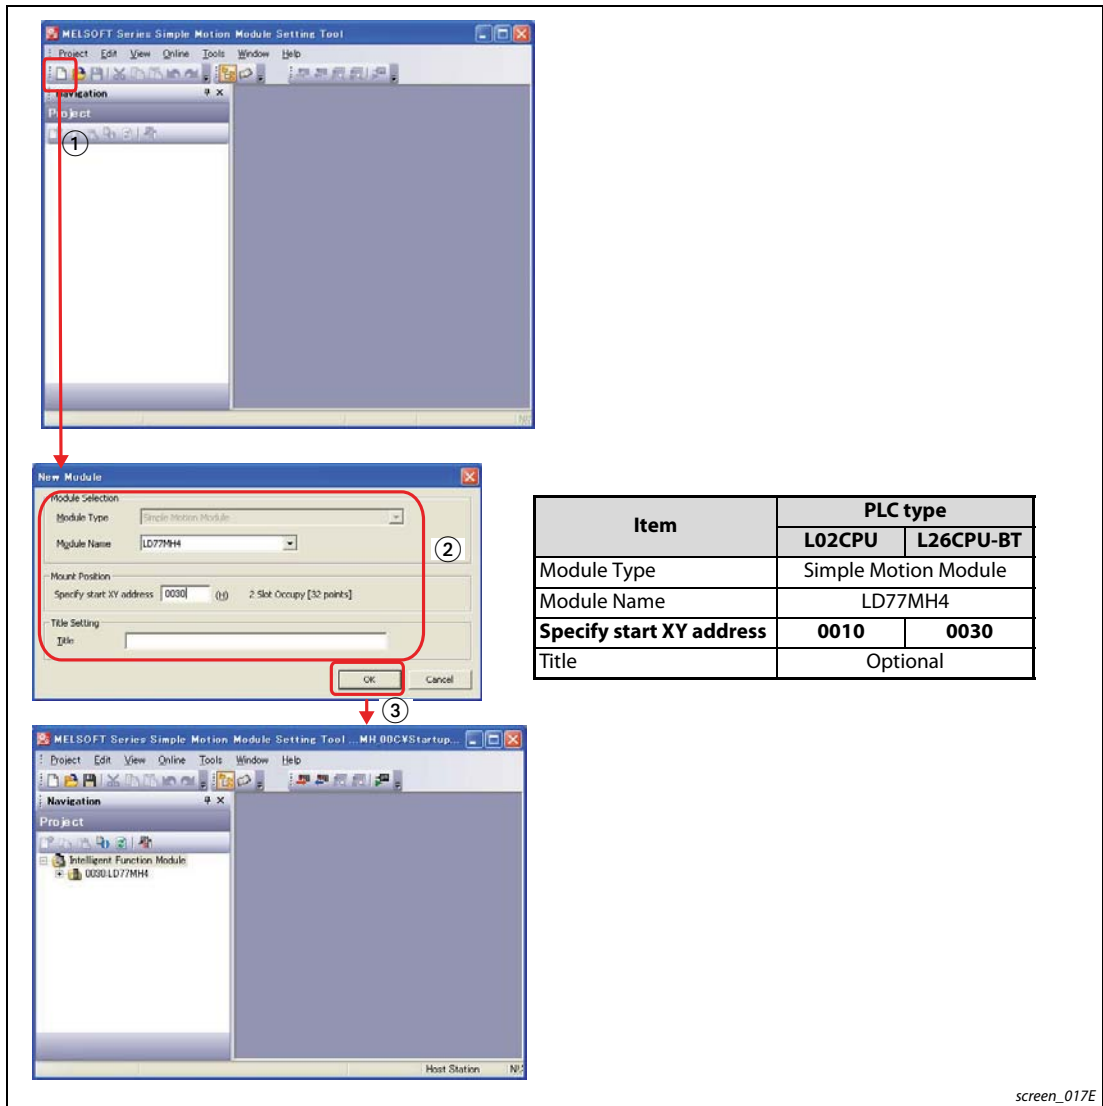 MELSOFT Series Simple Motion Module Setting Tool
Project Edit View Online Tools Window Help
Navigation
Project
①
New Module
Module Selection
Module Type Simple Motion Module
Module Name LD77MH4
②
Mount Position
Specify start XY address 0030 (H) 2 Slot Occupy [32 points]
Title Setting
Title
OK Cancel
③
Item PLC type
L02CPU L26CPU-BT
Module Type Simple Motion Module
Module Name LD77MH4
Specify start XY address 0010 0030
Title Optional
MELSOFT Series Simple Motion Module Setting Tool ...MH_00C¥Startup...
Project Edit View Online Tools Window Help
Navigation
Project
Intelligent Function Module
0030:LD77MH4
Host Station
screen_017E